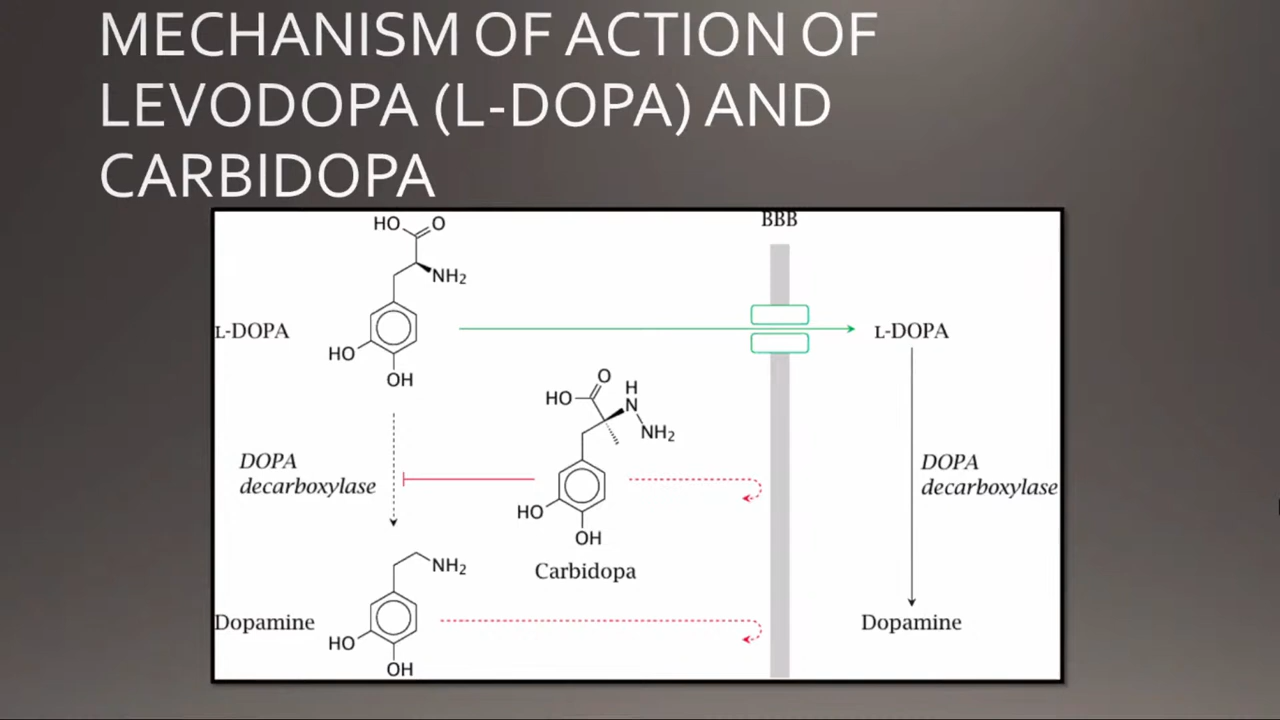 MECHANISM OF ACTION OF
LEVODOPA (L-DOPA) AND
CARBIDOPA
BBB
HO
O
NH2
L-DOPA
HO
OH
L-DOPA
O
HO
H
N
NH2
DOPA
decarboxylase
HO
OH
Carbidopa
DOPA
decarboxylase
NH2
Dopamine
HO
OH
Dopamine